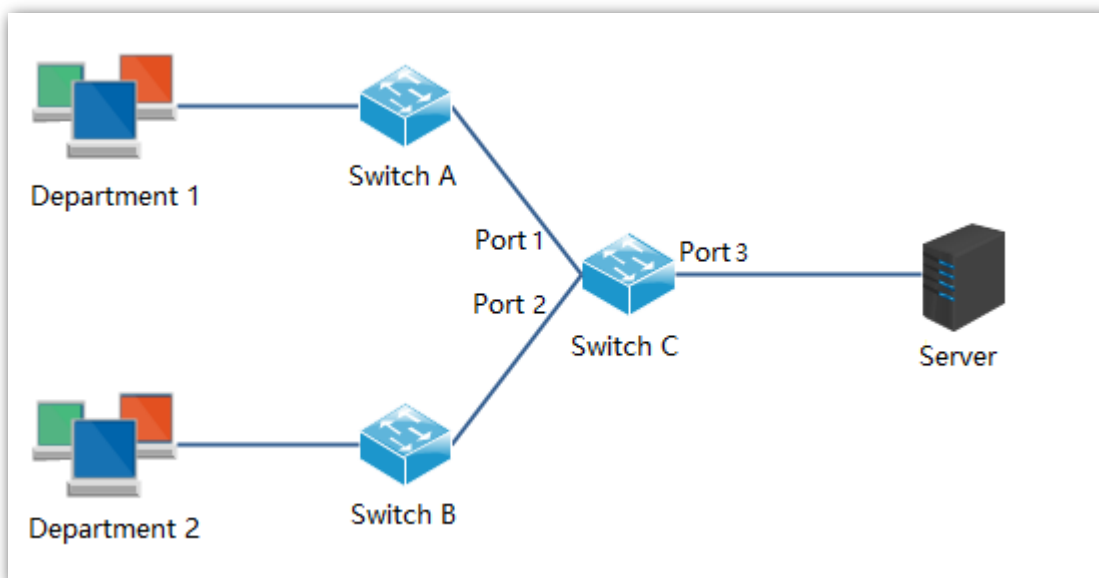 Department 1
Switch A
Port 1
Port 2
Switch C
Port 3
Server
Department 2
Switch B